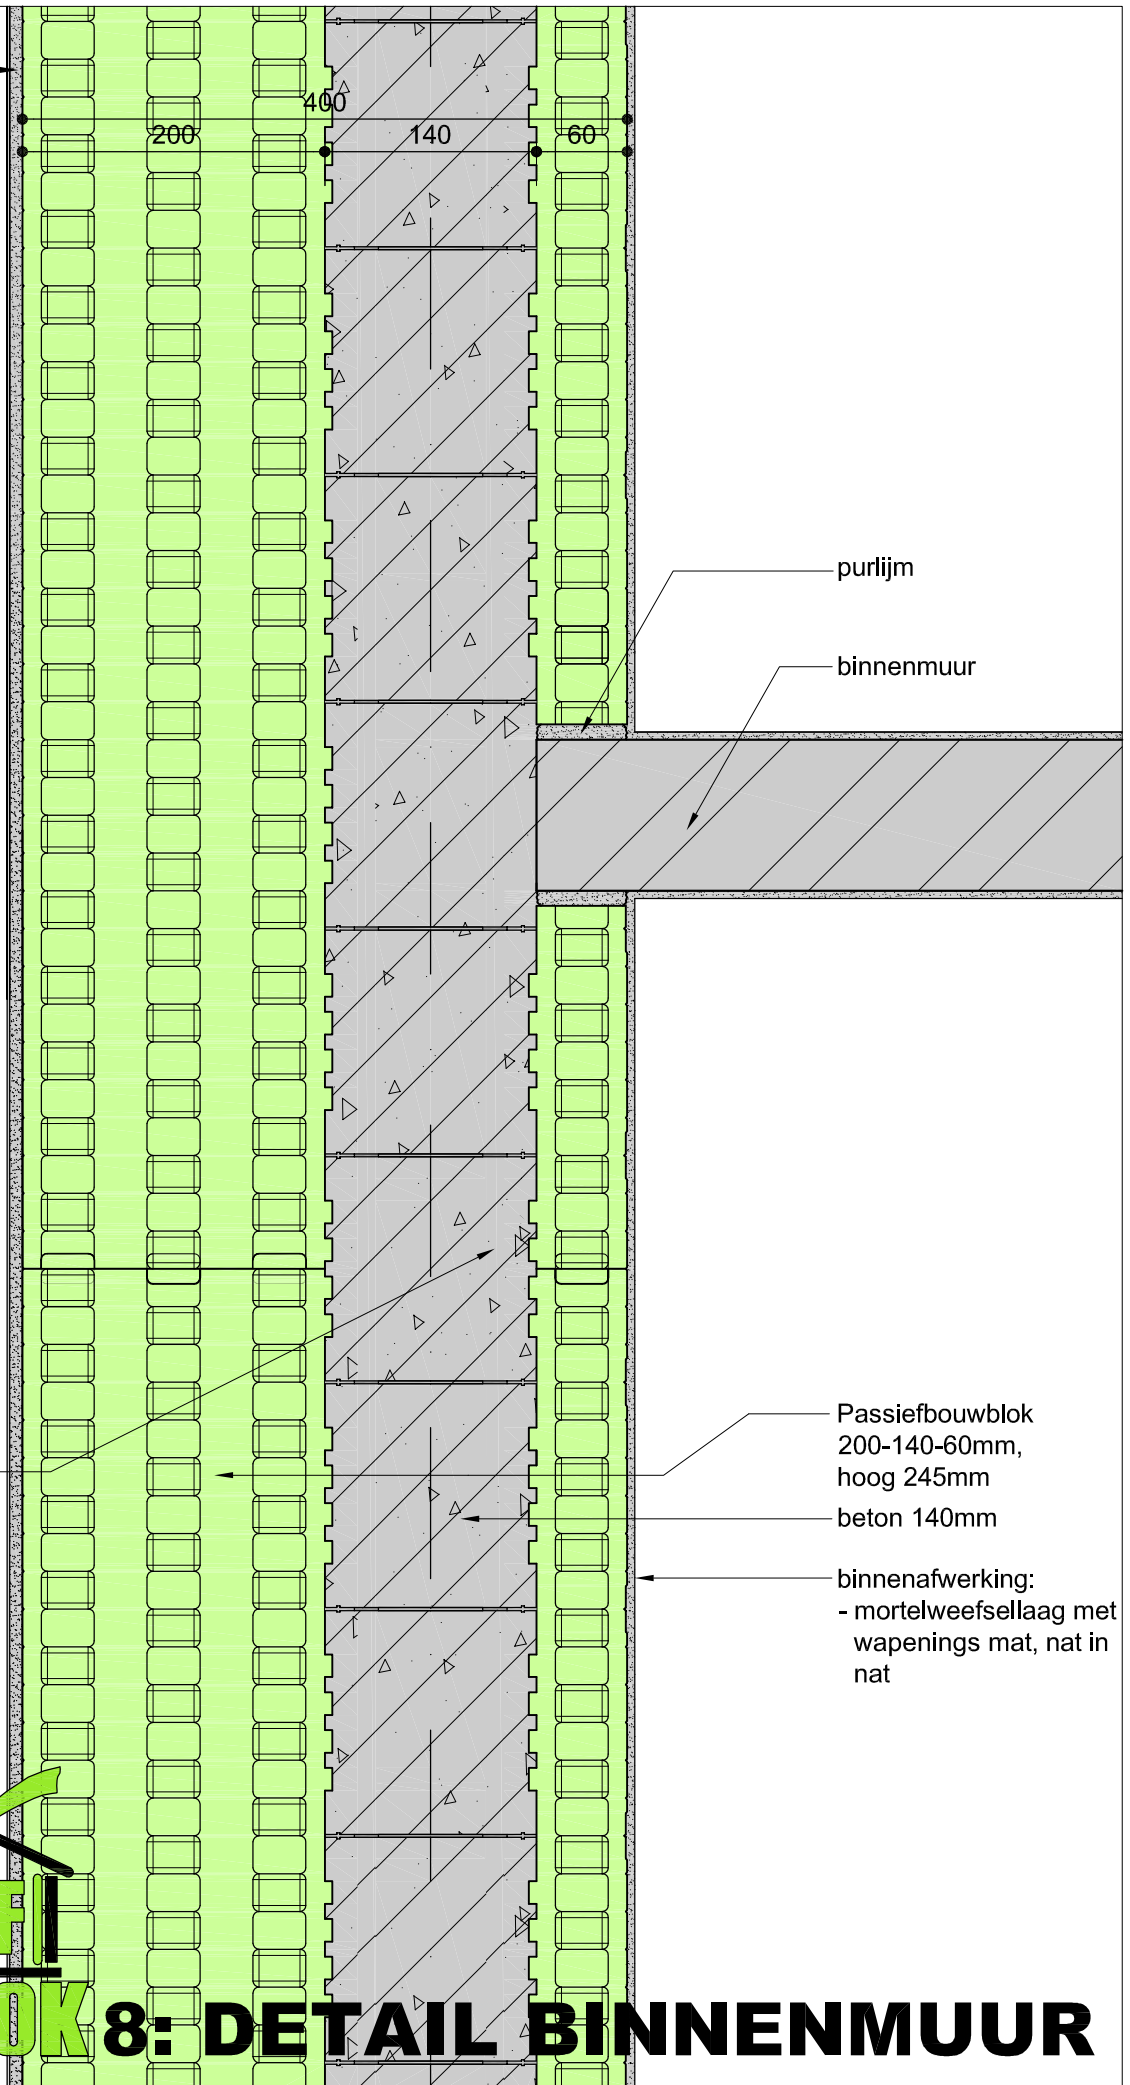 400
200 140 60
purlijm
binnenmuur
Passiefbouwblok
200-140-60mm,
hoog 245mm
beton 140mm
binnenafwerking:
- mortelweefsellaag met
wapenings mat, nat in
nat
OK 8: DETAIL BINNENMUUR